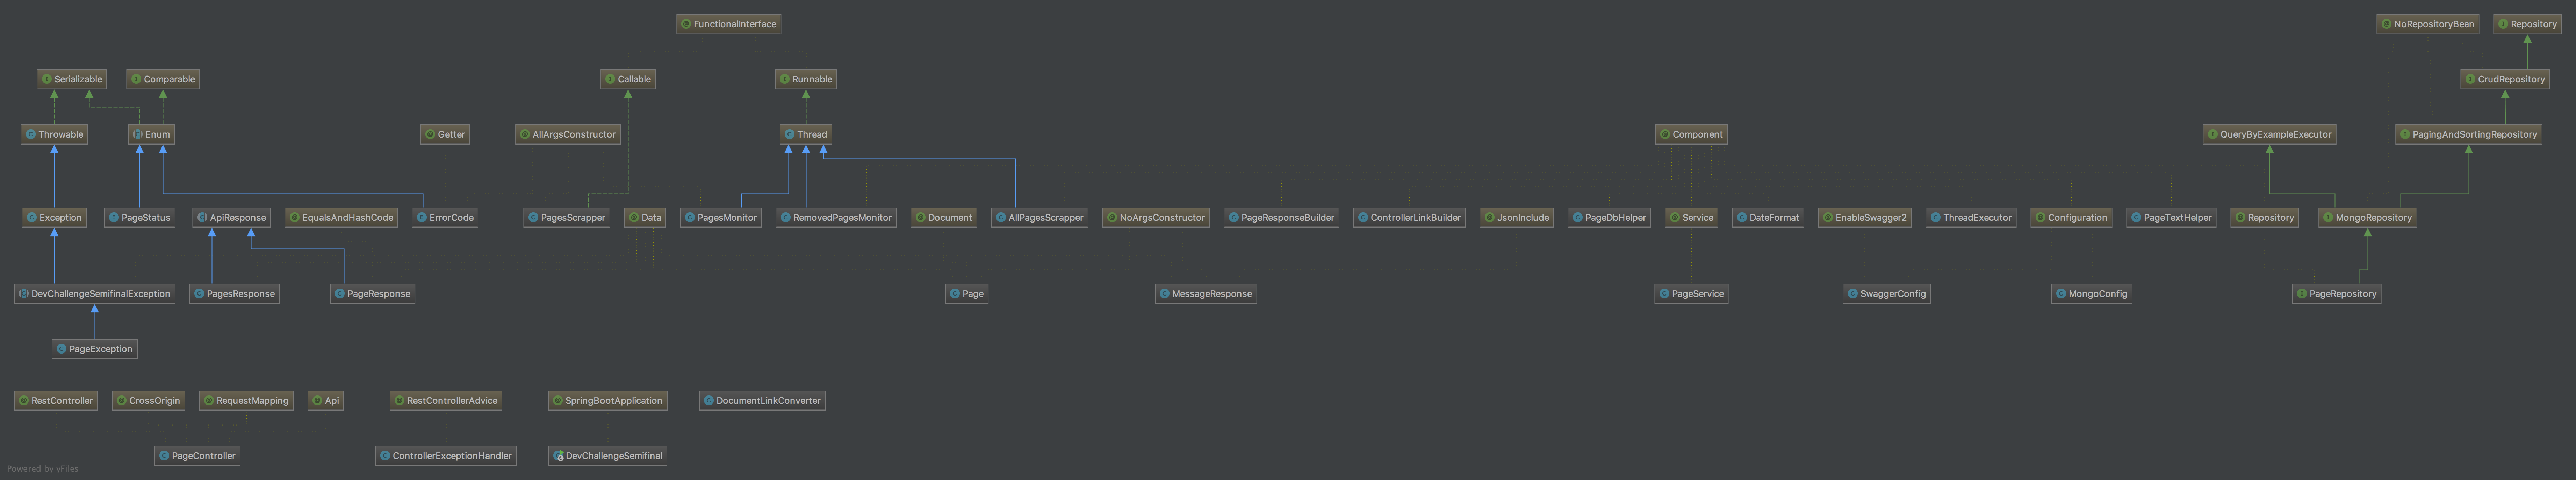 FunctionalInterface
NoRepositoryBean
Repository
Serializable
Comparable
Callable
Runnable
CrudRepository
Throwable
Enum
Getter
AllArgsConstructor
Thread
Component
QueryByExampleExecutor
PagingAndSortingRepository
Exception
PageStatus
ApiResponse
EqualsAndHashCode
ErrorCode
PagesScrapper
Data
PagesMonitor
RemovedPagesMonitor
Document
AllPagesScrapper
NoArgsConstructor
PageResponseBuilder
ControllerLinkBuilder
JsonInclude
PageDbHelper
Service
DateFormat
EnableSwagger2
ThreadExecutor
Configuration
PageTextHelper
Repository
MongoRepository
DevChallengeSemifinalException
PagesResponse
PageResponse
Page
MessageResponse
PageService
SwaggerConfig
MongoConfig
PageRepository
PageException
RestController
CrossOrigin
RequestMapping
Api
RestControllerAdvice
SpringBootApplication
DocumentLinkConverter
PageController
ControllerExceptionHandler
DevChallengeSemifinal
Powered by yFiles